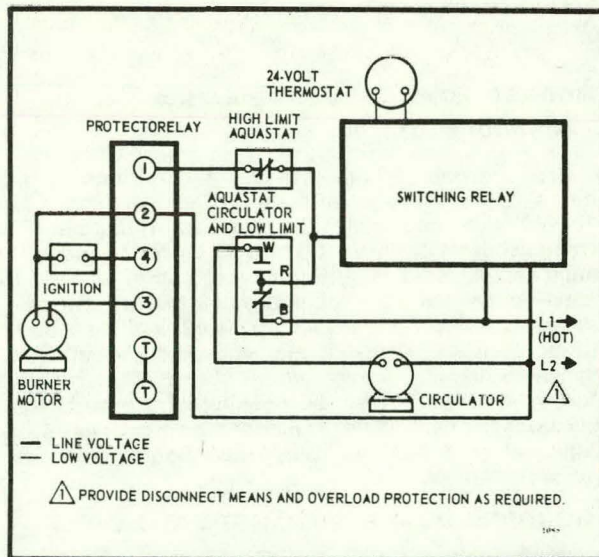 24-VOLT
THERMOSTAT
PROTECTORELAY
HIGH LIMIT
AQUASTAT
1
SWITCHING RELAY
AQUASTAT
CIRCULATOR
AND LOW LIMIT
2
W
4
R
IGNITION
3
B
L1
(HOT)
T
L2
1
BURNER
MOTOR
T
CIRCULATOR
LINE VOLTAGE
LOW VOLTAGE
1 PROVIDE DISCONNECT MEANS AND OVERLOAD PROTECTION AS REQUIRED.